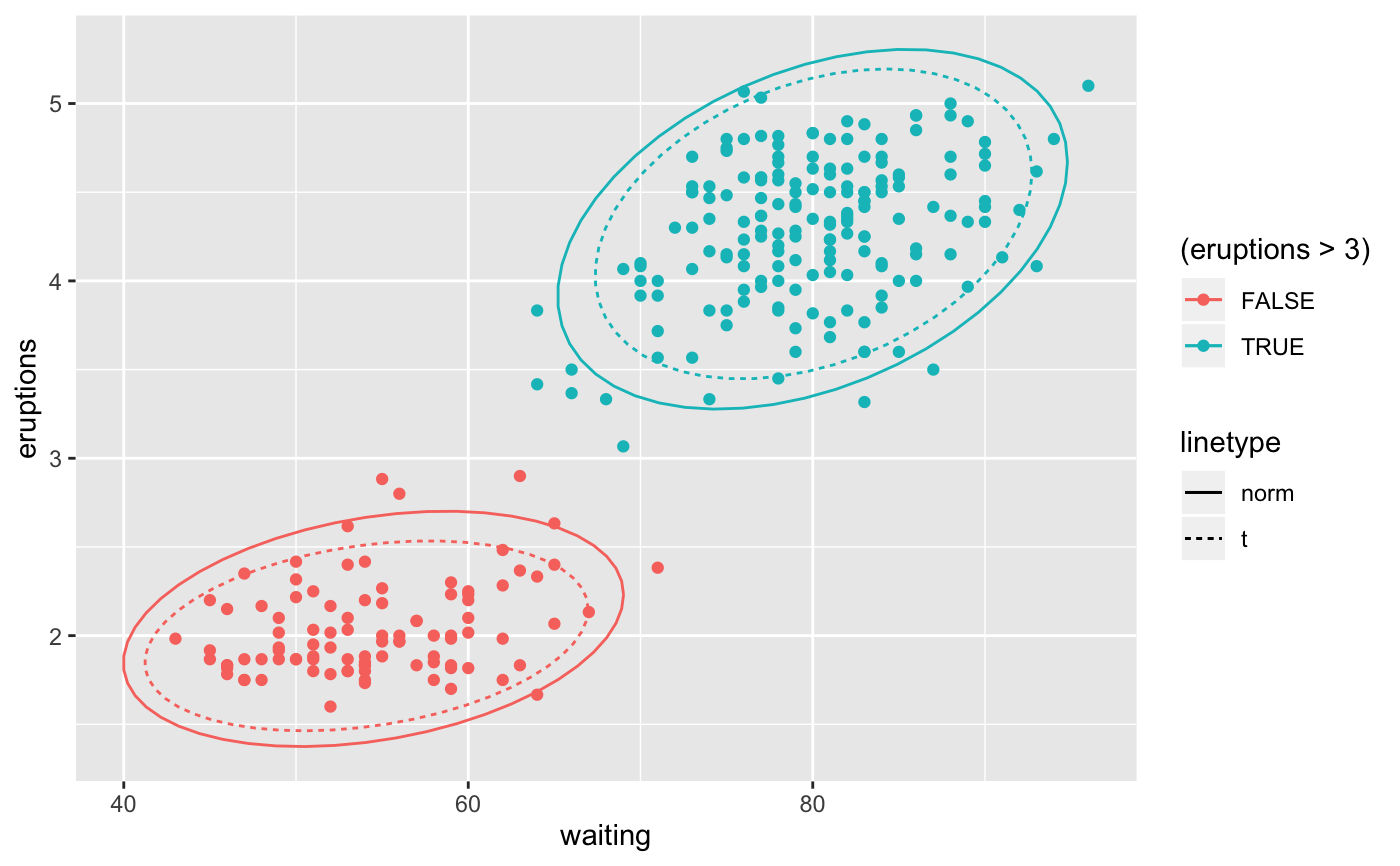 5
4
3
2
eruptions
40
60
80
waiting
(eruptions > 3)
FALSE
TRUE
linetype
norm
t